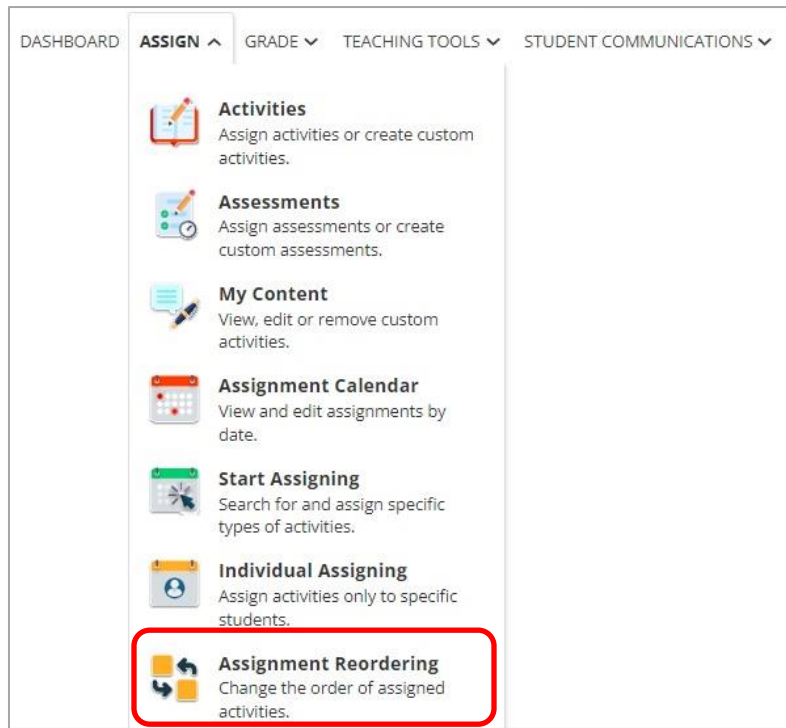 DASHBOARD ASSIGN GRADE TEACHING TOOLS STUDENT COMMUNICATIONS
Activities
Assign activities or create custom
activities.
Assessments
Assign assessments or create
custom assessments.
My Content
View, edit or remove custom
activities.
Assignment Calendar
View and edit assignments by
date.
Start Assigning
Search for and assign specific
types of activities.
Individual Assigning
Assign activities only to specific
students.
Assignment Reordering
Change the order of assigned
activities.